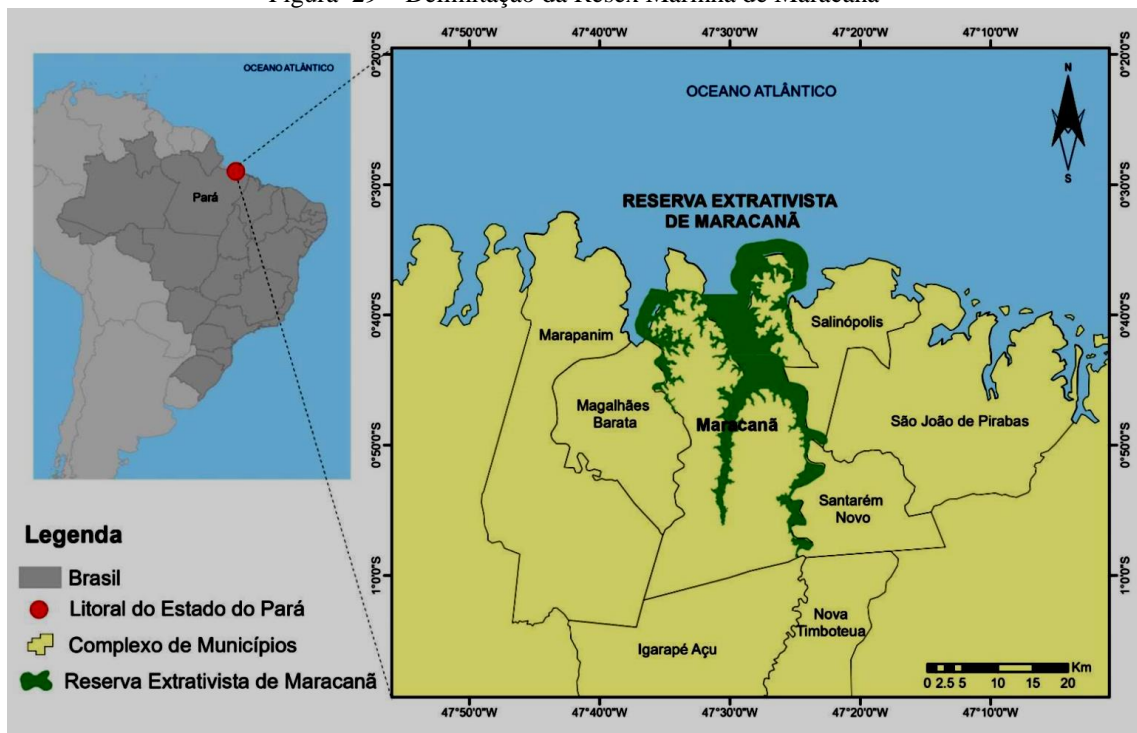 Figura 29 – Delimitação da Resex Marinha de Maracanã
OCEANO ATLÂNTICO
Pará
Legenda
Brasil
Litoral do Estado do Pará
Complexo de Municípios
Reserva Extrativista de Maracanã
47°50'0"W 47°40'0"W 47°30'0"W 47°20'0"W 47°10'0"W
0°20'0"S 0°20'0"S
OCEANO ATLÂNTICO
N
S
0°30'0"S 0°30'0"S
RESERVA EXTRATIVISTA
DE MARACANÃ
0°40'0"S 0°40'0"S
Marapanim
Salinópolis
Magalhães
Barata
Maracanã
São João de Pirabas
0°50'0"S 0°50'0"S
Santarém
Novo
1°0'0"S 1°0'0"S
Nova
Timboteua
Igarapé Açu
Km
0 2.5 5 10 15 20
47°50'0"W 47°40'0"W 47°30'0"W 47°20'0"W 47°10'0"W